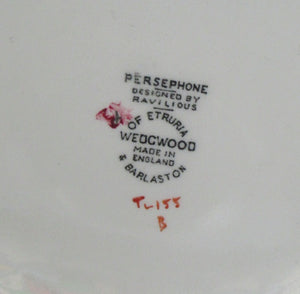 PERSEPHONE
DESIGNED BY
RAVILIOUS
OF ETRURIA
WEDGWOOD
MADE IN
ENGLAND
& BARLASTON
TL155
B